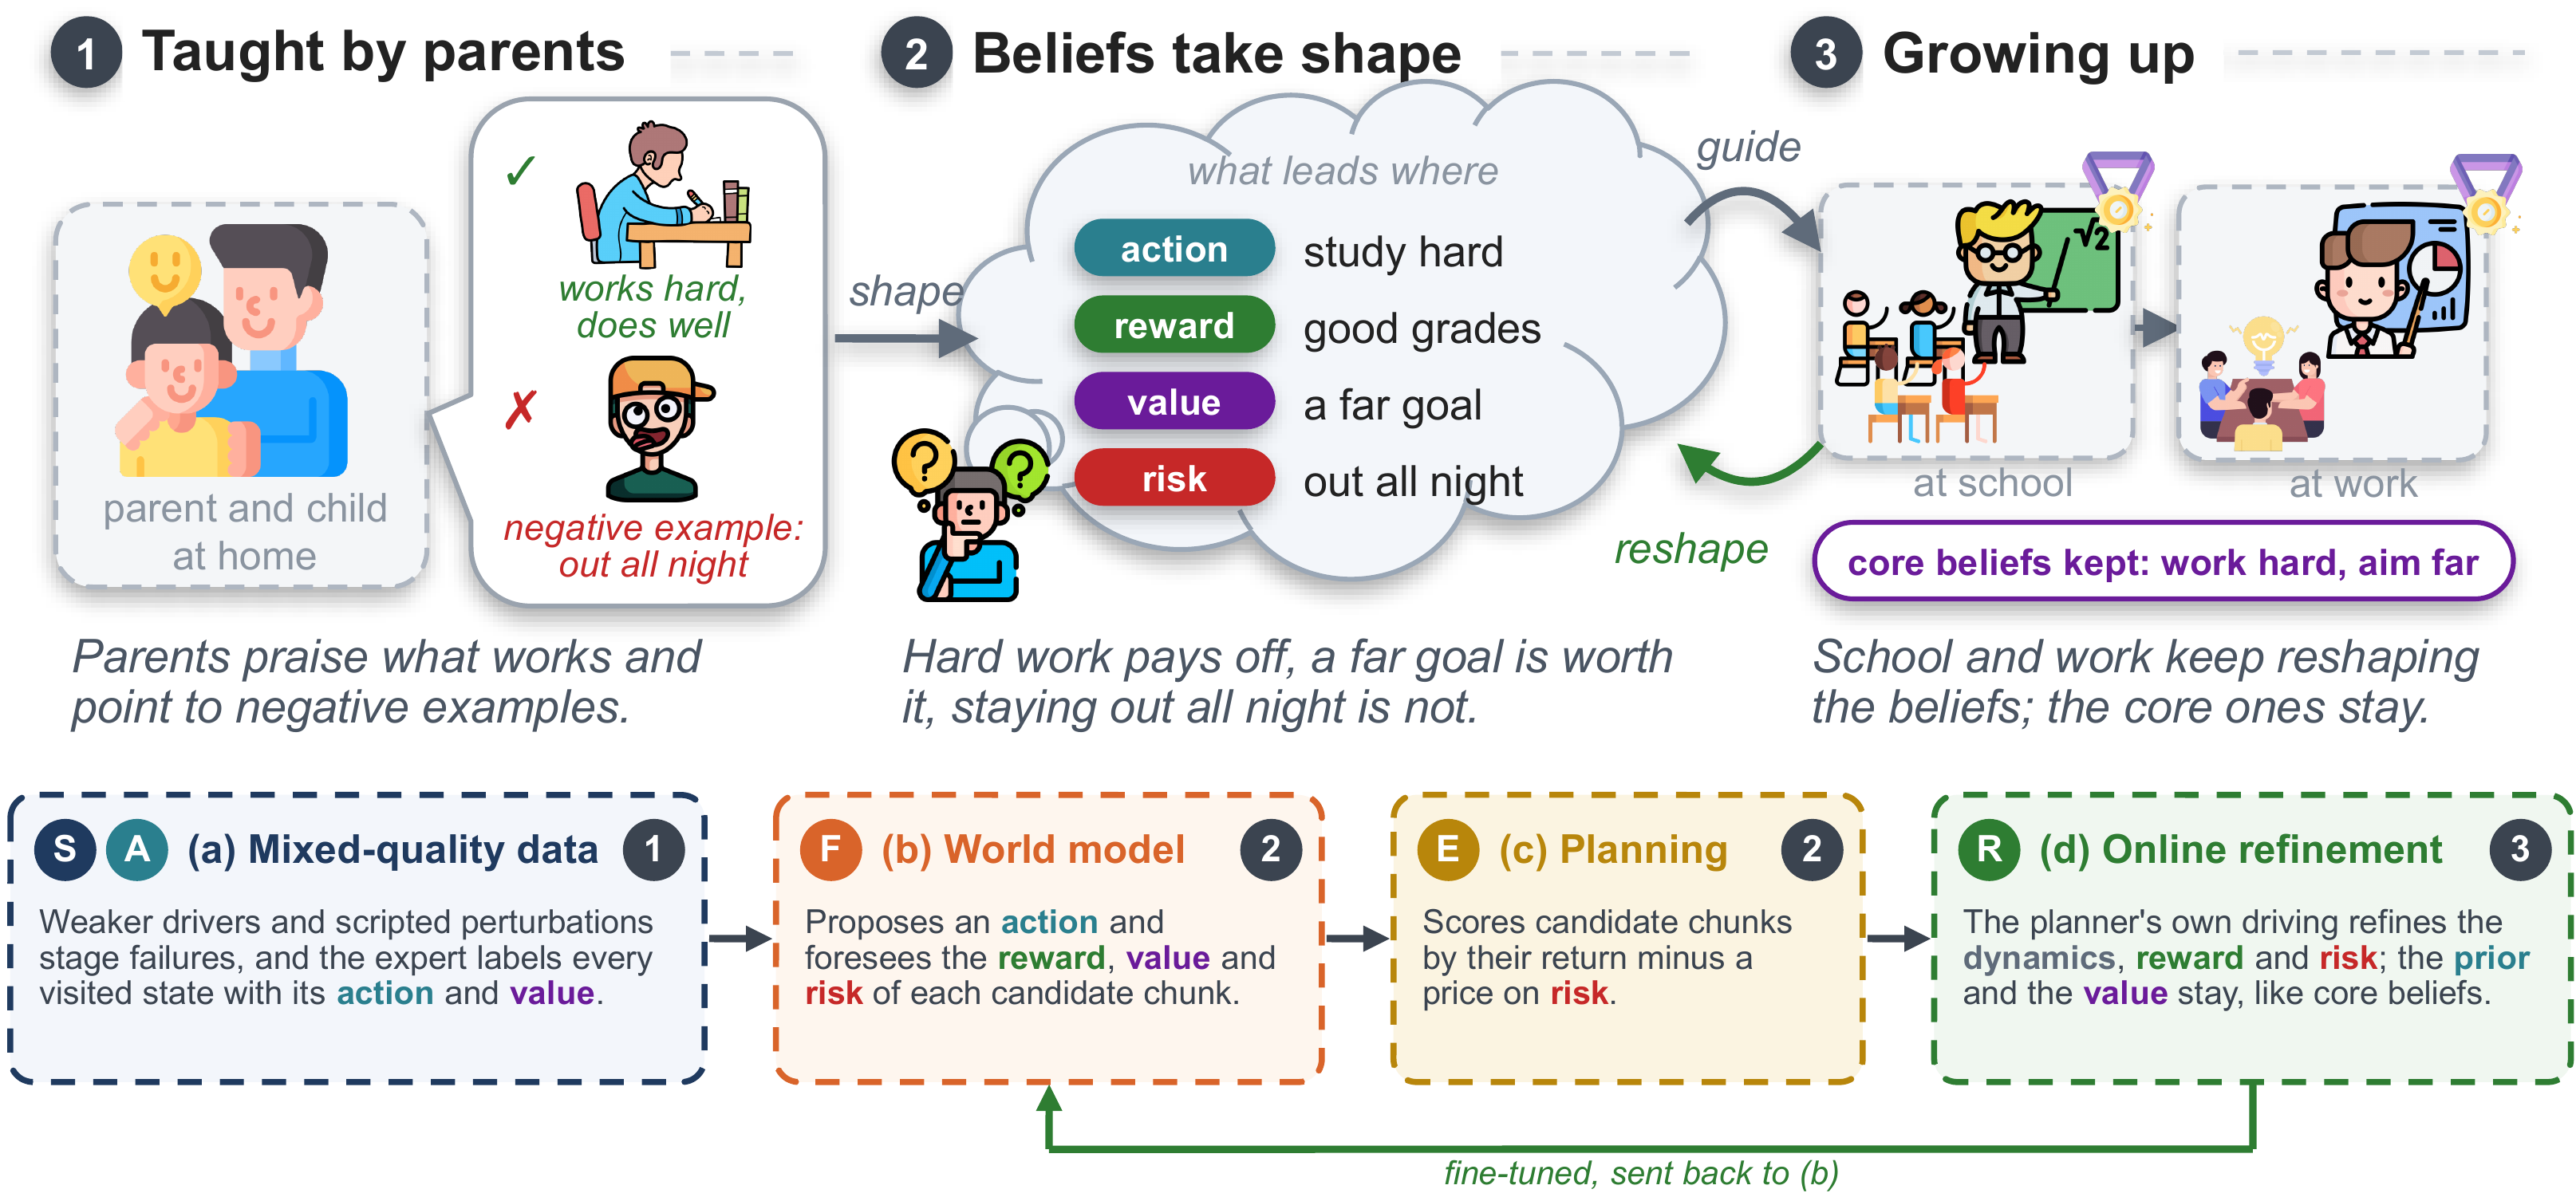 1 Taught by parents
✓
works hard,
does well
✗
negative example:
out all night
parent and child
at home
Parents praise what works and
point to negative examples.
shape
2 Beliefs take shape
what leads where
action study hard
reward good grades
value a far goal
risk out all night
? ?
Hard work pays off, a far goal is worth
it, staying out all night is not.
guide
reshape
3 Growing up
√2
at school
at work
core beliefs kept: work hard, aim far
School and work keep reshaping
the beliefs; the core ones stay.
S A (a) Mixed-quality data 1
Weaker drivers and scripted perturbations
stage failures, and the expert labels every
visited state with its action and value.
F (b) World model 2
Proposes an action and
foresees the reward, value and
risk of each candidate chunk.
E (c) Planning 2
Scores candidate chunks
by their return minus a
price on risk.
R (d) Online refinement 3
The planner's own driving refines the
dynamics, reward and risk; the prior
and the value stay, like core beliefs.
fine-tuned, sent back to (b)